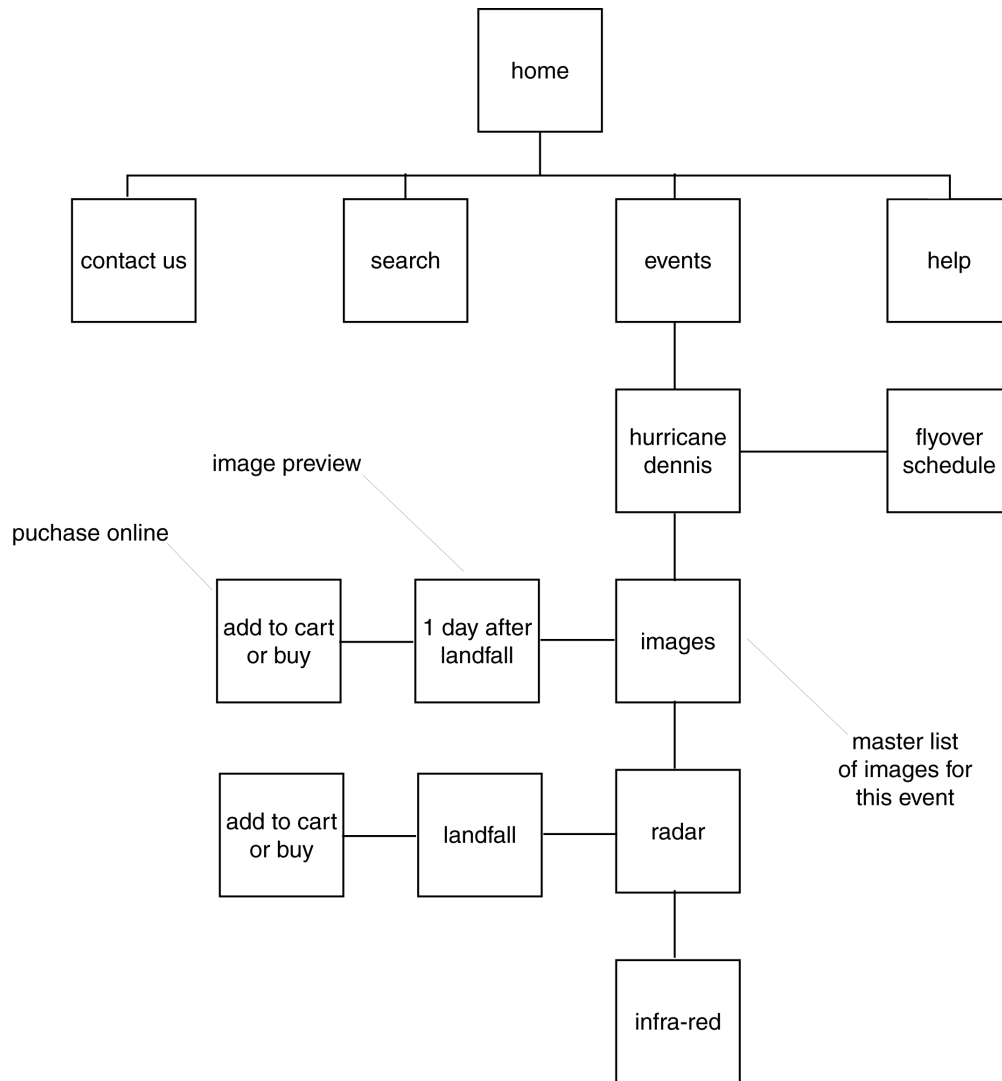 home
contact us
search
events
help
hurricane
dennis
flyover
schedule
image preview
puchase online
add to cart
or buy
1 day after
landfall
images
master list
of images for
this event
add to cart
or buy
landfall
radar
infra-red